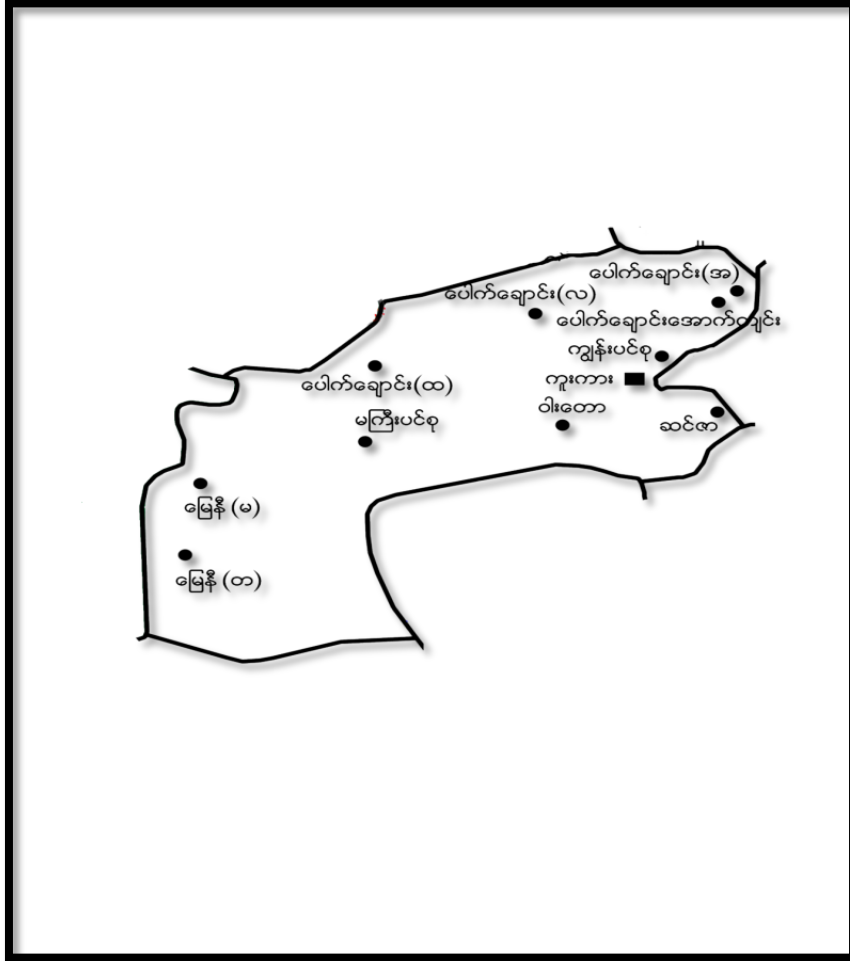 ပေါက်ချောင်း(အ)
ပေါက်ချောင်း(လ)
ပေါက်ချောင်းအောက်ကျင်း
ကျွန်းပင်စု
ကူးကား
ပေါက်ချောင်း(ထ)
ဝါးတော
မကြီးပင်စု
ဆင်ဇာ
မြေနီ (မ)
မြေနီ (တ)